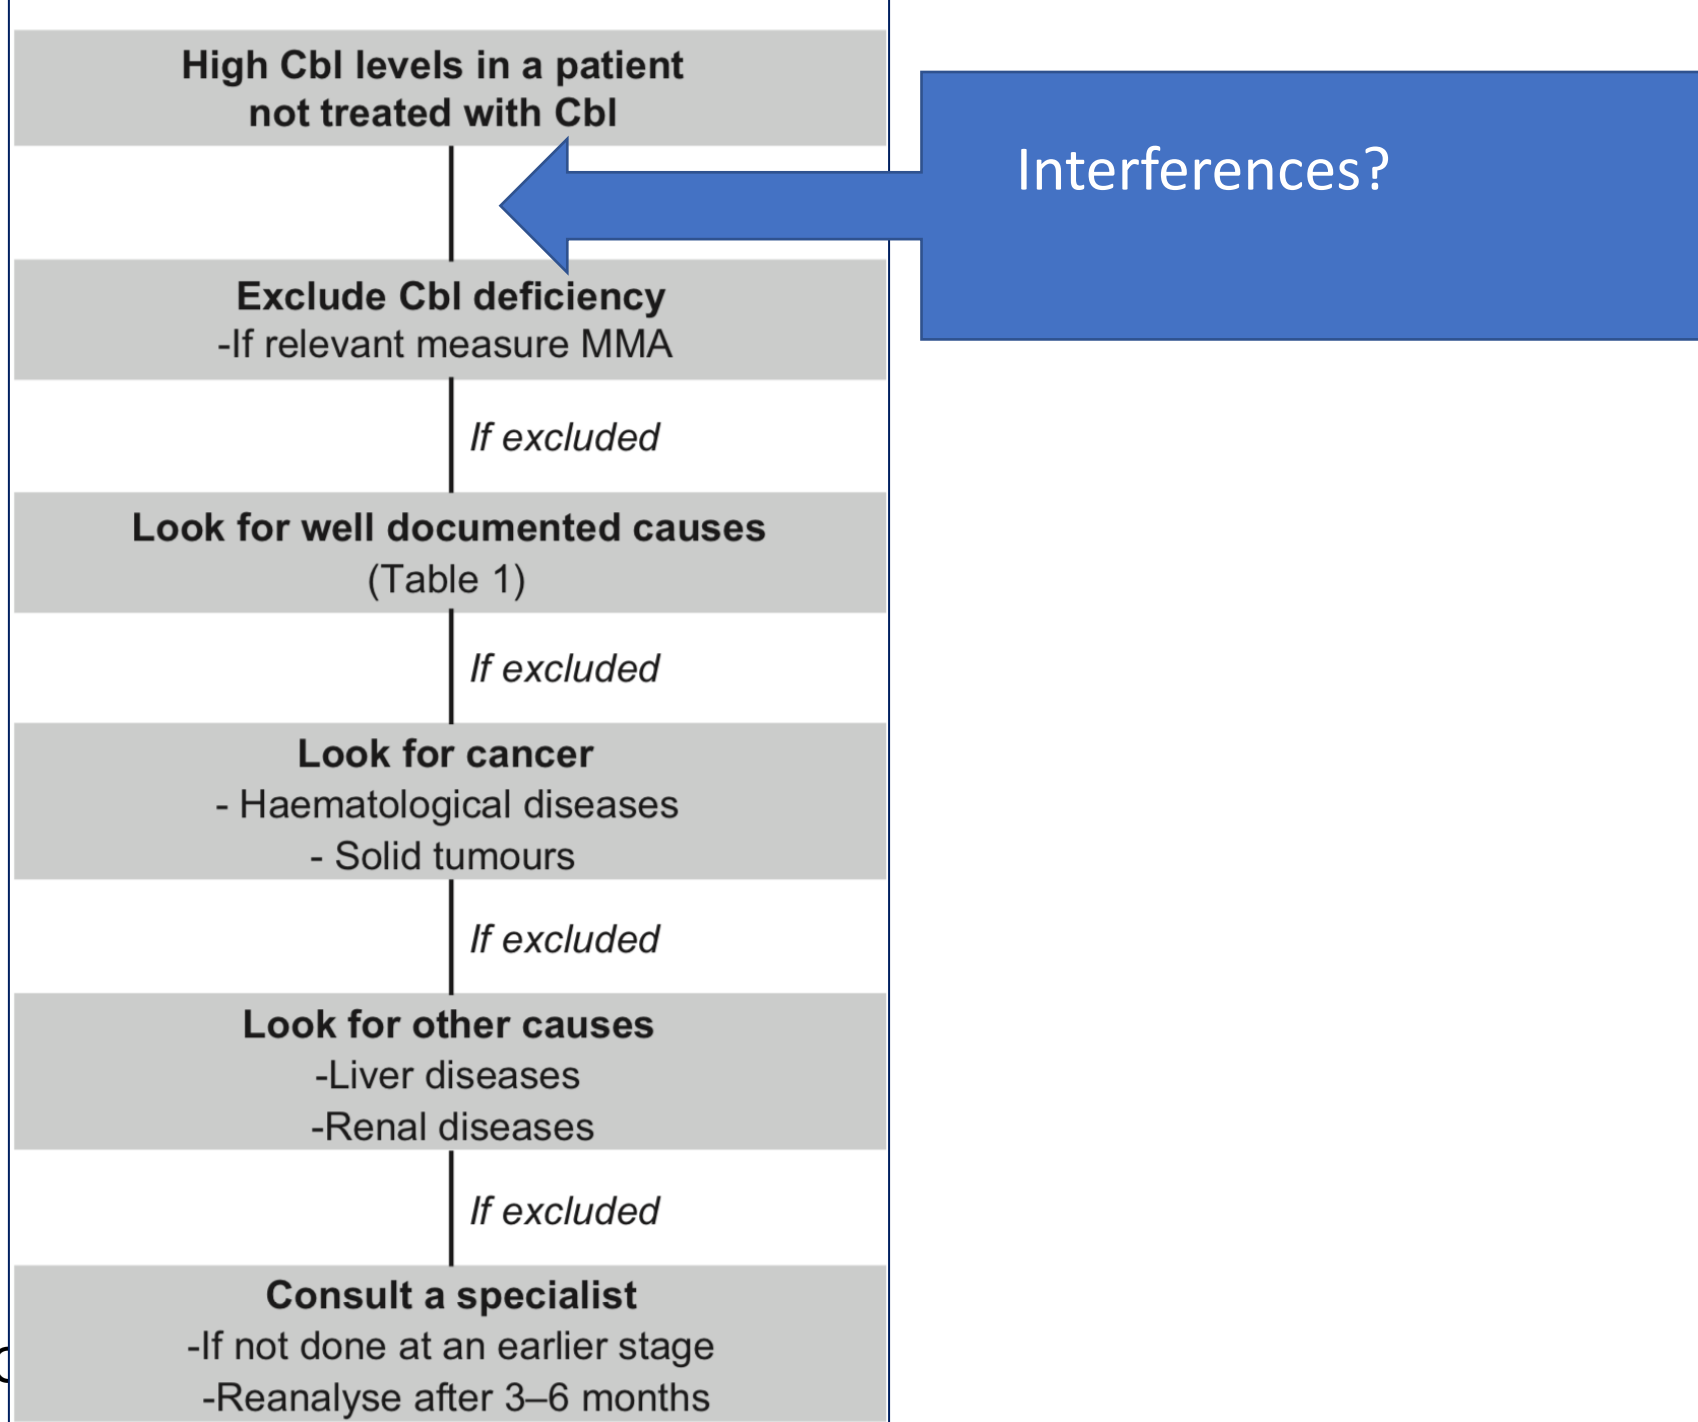 High Cbl levels in a patient
not treated with Cbl
Interferences?
Exclude Cbl deficiency
-If relevant measure MMA
If excluded
Look for well documented causes
(Table 1)
If excluded
Look for cancer
- Haematological diseases
- Solid tumours
If excluded
Look for other causes
-Liver diseases
-Renal diseases
If excluded
Consult a specialist
-If not done at an earlier stage
-Reanalyse after 3–6 months